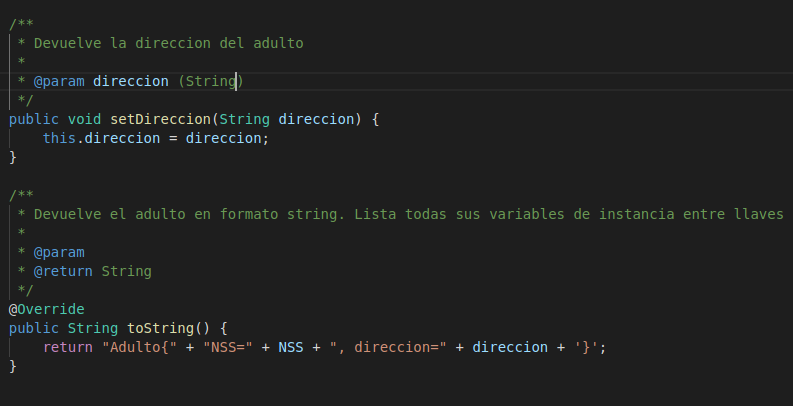 /**
 * Devuelve la direccion del adulto
 *
 * @param direccion (String)
 */
public void setDireccion(String direccion) {
    this.direccion = direccion;
}

/**
 * Devuelve el adulto en formato string. Lista todas sus variables de instancia entre llaves
 *
 * @param
 * @return String
 */
@Override
public String toString() {
    return "Adulto{" + "NSS=" + NSS + ", direccion=" + direccion + '}';
}